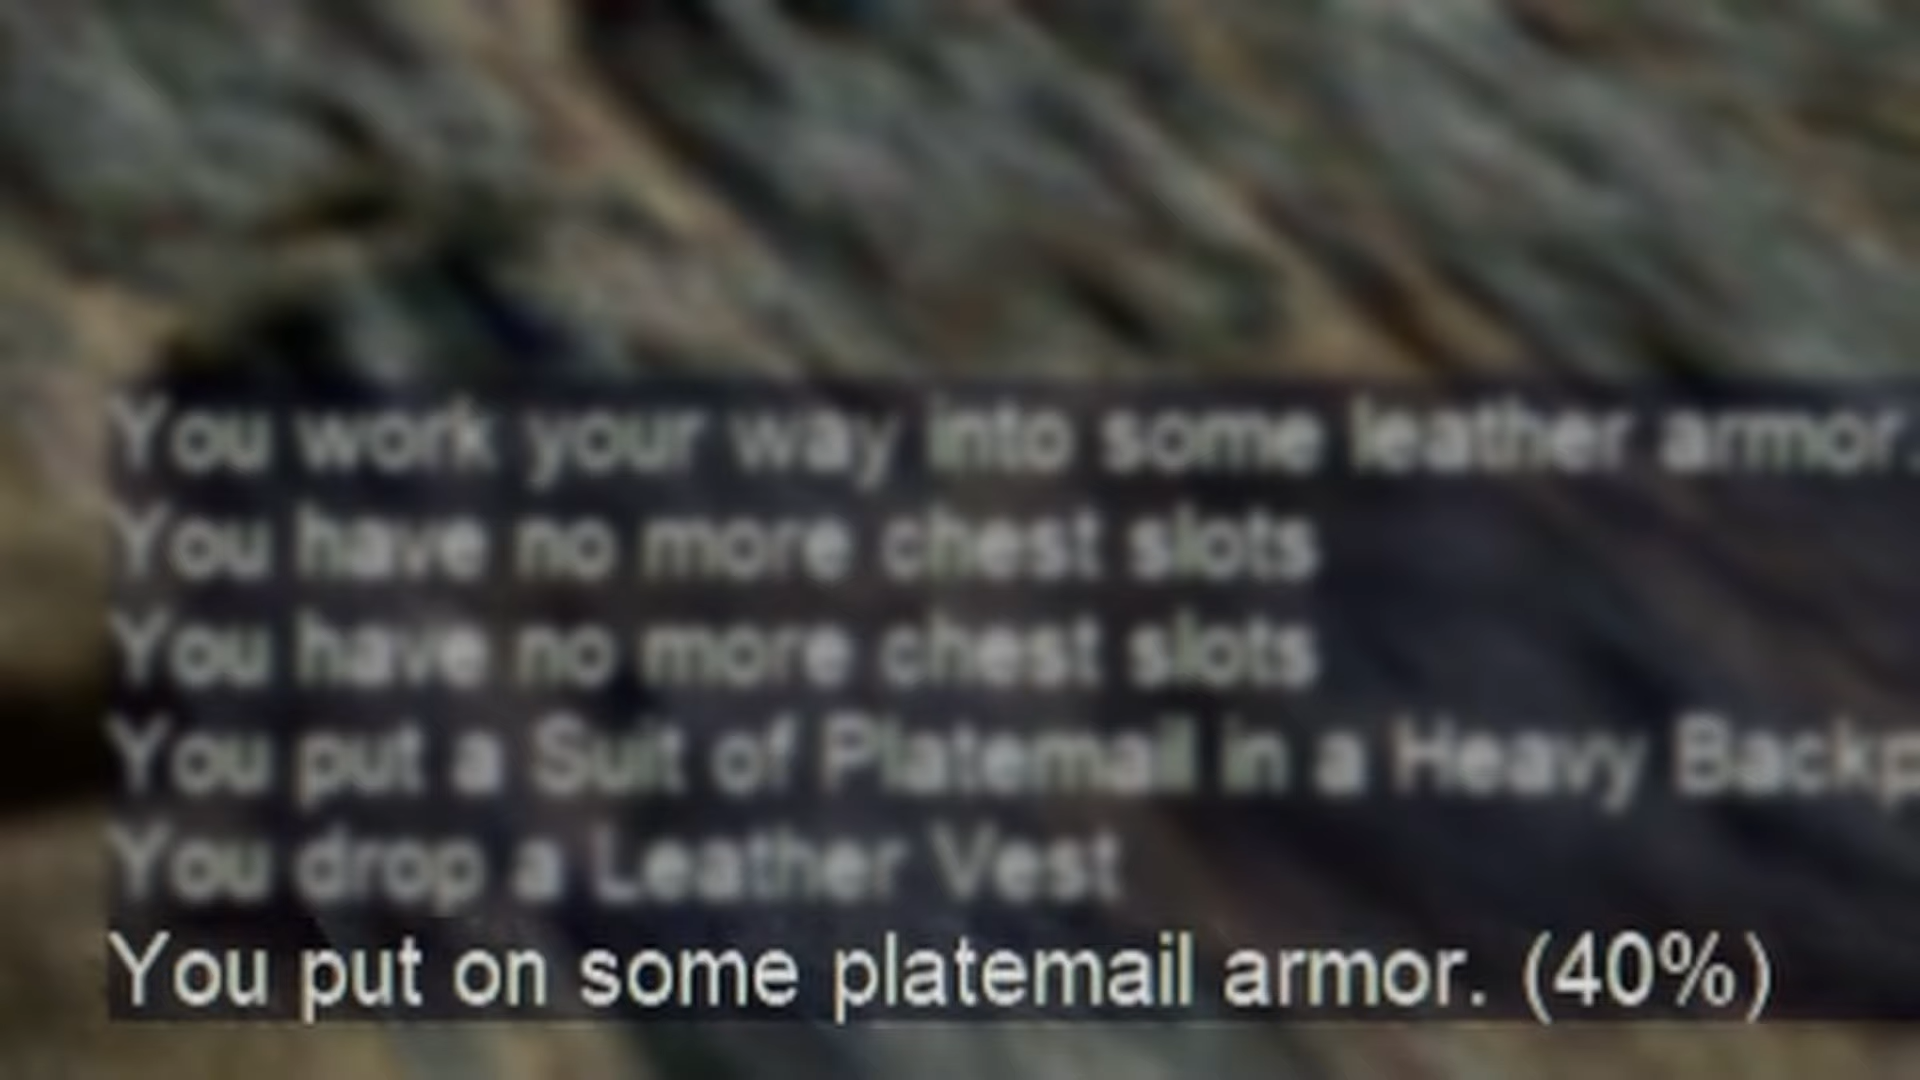 You work your way into some leather armor.
You have no more chest slots
You have no more chest slots
You put a Suit of Platemail in a Heavy Backp
You drop a Leather Vest
You put on some platemail armor. (40%)